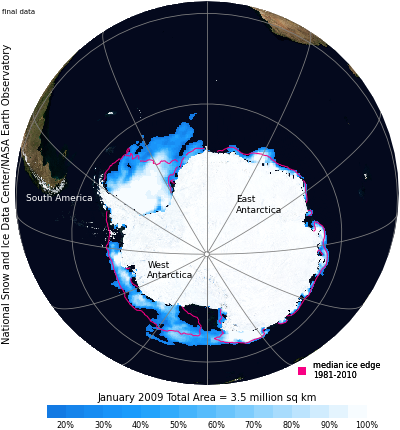 final data
National Snow and Ice Data Center/NASA Earth Observatory
South America
East
Antarctica
West
Antarctica
median ice edge
1981-2010
January 2009 Total Area = 3.5 million sq km
20% 30% 40% 50% 60% 70% 80% 90% 100%